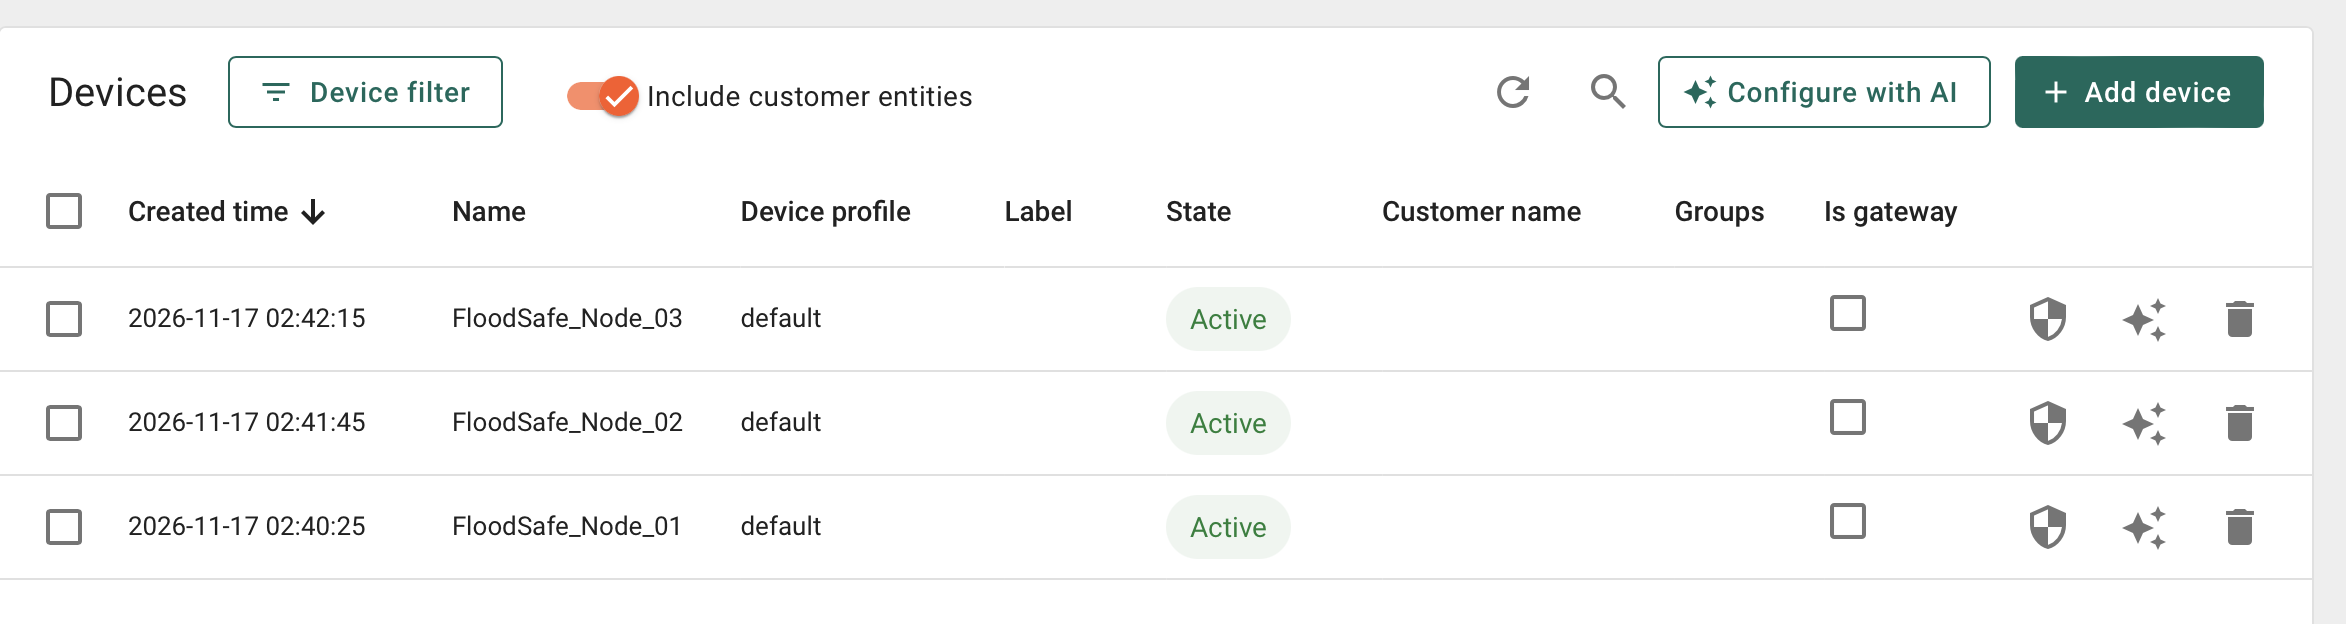 Devices Device filter Include customer entities Configure with AI + Add device
Created time Name Device profile Label State Customer name Groups Is gateway
2026-11-17 02:42:15 FloodSafe_Node_03 default Active
2026-11-17 02:41:45 FloodSafe_Node_02 default Active
2026-11-17 02:40:25 FloodSafe_Node_01 default Active